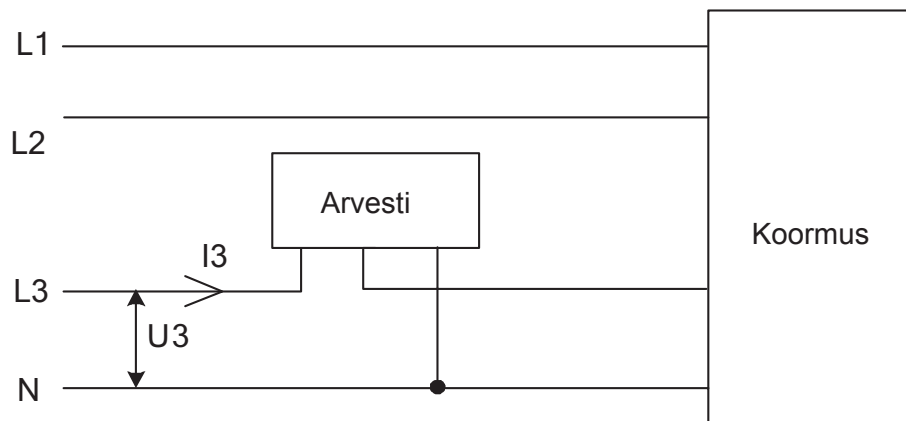 L1
L2
Arvesti
Koormus
I3
L3
U3
N